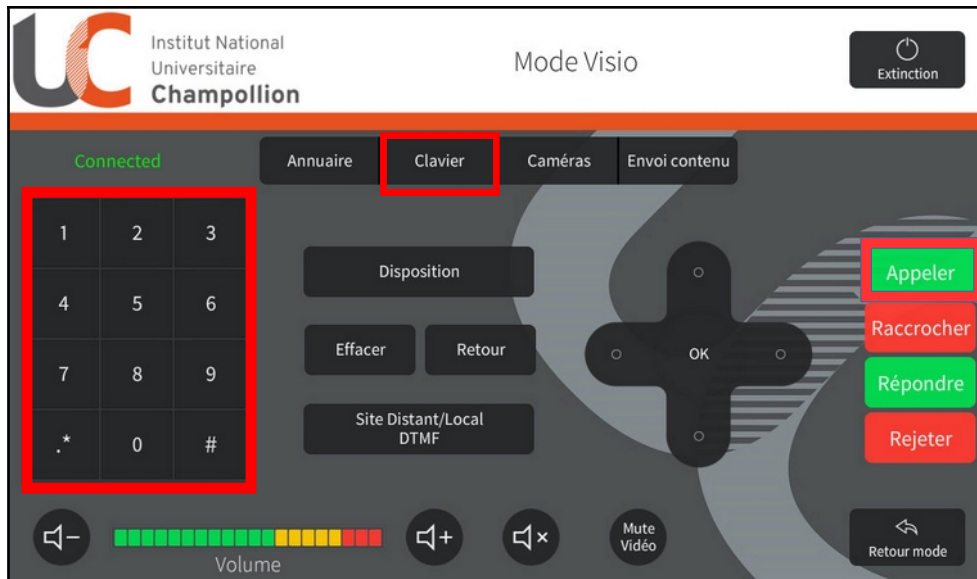 UC
Institut National
Universitaire
Champollion
Mode Visio
Extinction
Connected
Annuaire
Clavier
Caméras
Envoi contenu
1 2 3
4 5 6
7 8 9
.* 0 #
Disposition
Effacer
Retour
Site Distant/Local
DTMF
OK
Appeler
Raccrocher
Répondre
Rejeter
Volume
Mute
Vidéo
Retour mode